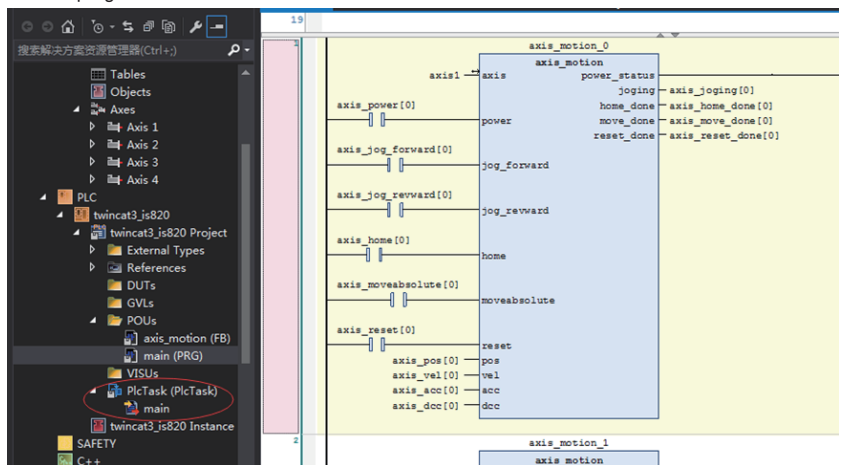 搜索解决方案资源管理器(Ctrl+;)
Tables
Objects
Axes
Axis 1
Axis 2
Axis 3
Axis 4
PLC
twincat3_is820
twincat3_is820 Project
External Types
References
DUTs
GVLs
POUs
axis_motion (FB)
main (PRG)
VISUs
PlcTask (PlcTask)
main
twincat3_is820 Instance
SAFETY
C++
19
1
axis_motion_0
axis_motion
axis1 axis power_status
joging axis_joging[0]
axis_power[0] home_done axis_home_done[0]
power move_done axis_move_done[0]
reset_done axis_reset_done[0]
axis_jog_forward[0]
jog_forward
axis_jog_revward[0]
jog_revward
axis_home[0]
home
axis_moveabsolute[0]
moveabsolute
axis_reset[0]
reset
axis_pos[0] pos
axis_vel[0] vel
axis_acc[0] acc
axis_dec[0] dec
2
axis_motion_1
axis motion